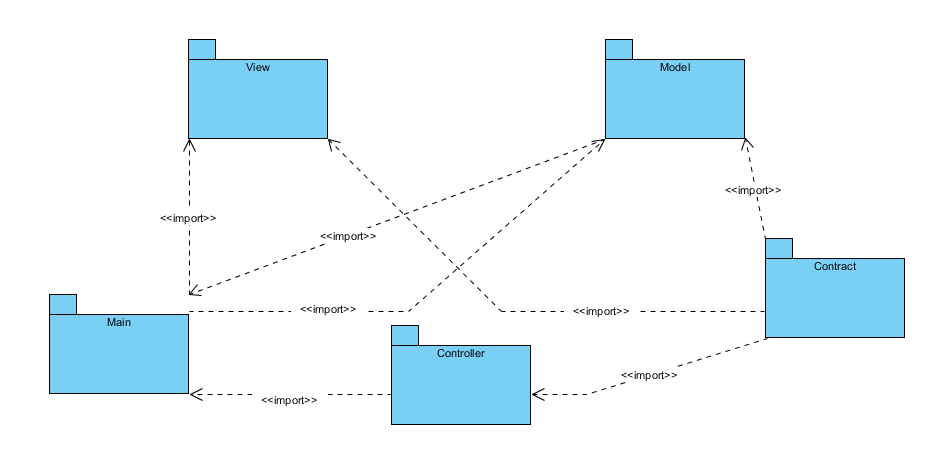 View
Model
<<import>>
<<import>>
<<import>>
Contract
<<import>>
<<import>>
Main
Controller
<<import>>
<<import>>